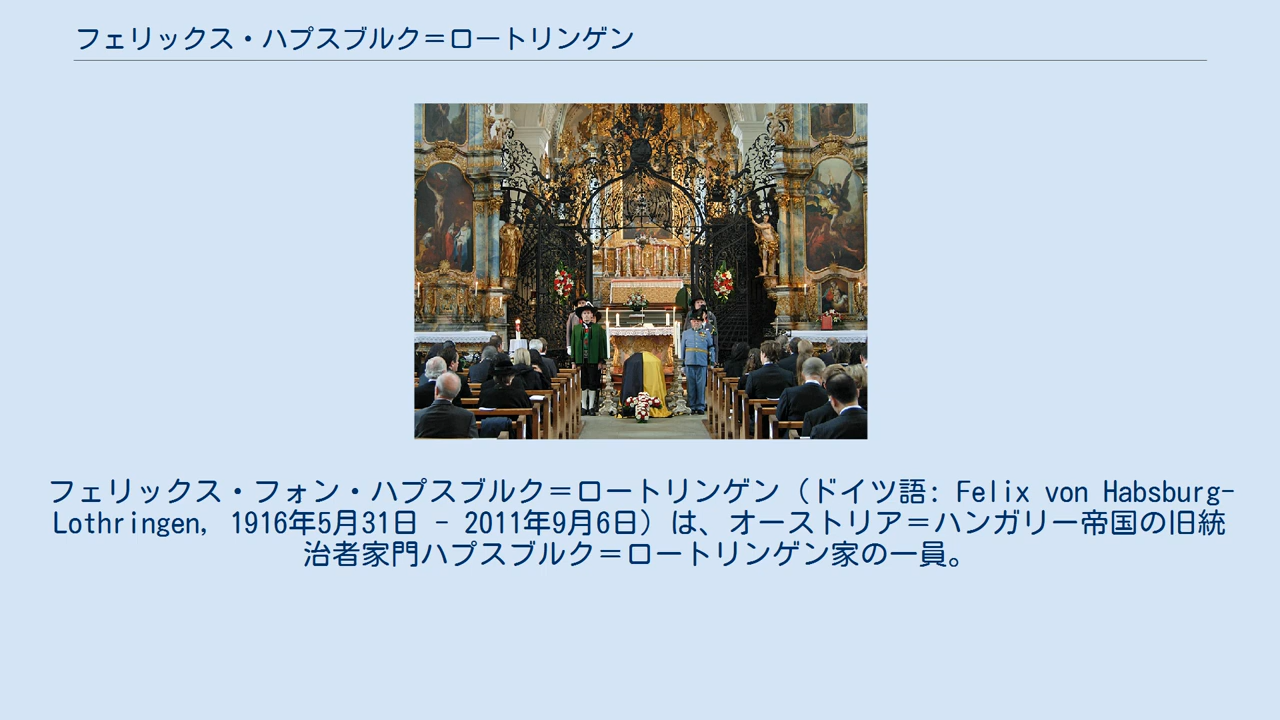 フェリックス・ハプスブルク＝ロートリンゲン
フェリックス・フォン・ハプスブルク＝ロートリンゲン（ドイツ語: Felix von Habsburg-
Lothringen, 1916年5月31日 - 2011年9月6日）は、オーストリア＝ハンガリー帝国の旧統
治者家門ハプスブルク＝ロートリンゲン家の一員。